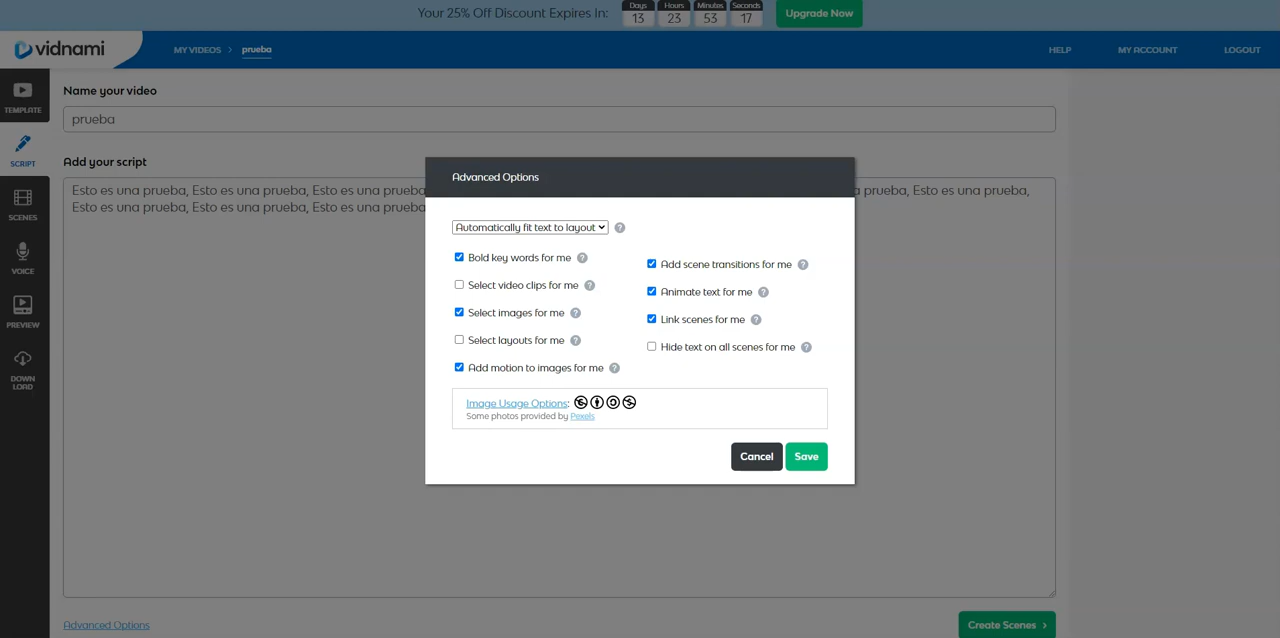 Your 25% Off Discount Expires In:
Days Hours Minutes Seconds
13 23 53 17
Upgrade Now
vidnami
MY VIDEOS > prueba
HELP MY ACCOUNT LOGOUT
TEMPLATE
SCRIPT
SCENES
VOICE
PREVIEW
DOWN
LOAD
Name your video
prueba
Add your script
Esto es una prueba, Esto es una prueba, Esto es una prueba a prueba, Esto es una prueba,
Esto es una prueba, Esto es una prueba, Esto es una prueba
Advanced Options
Automatically fit text to layout
Bold key words for me
Select video clips for me
Select images for me
Select layouts for me
Add motion to images for me
Add scene transitions for me
Animate text for me
Link scenes for me
Hide text on all scenes for me
Image Usage Options:
Some photos provided by Pexels
Cancel Save
Advanced Options
Create Scenes >